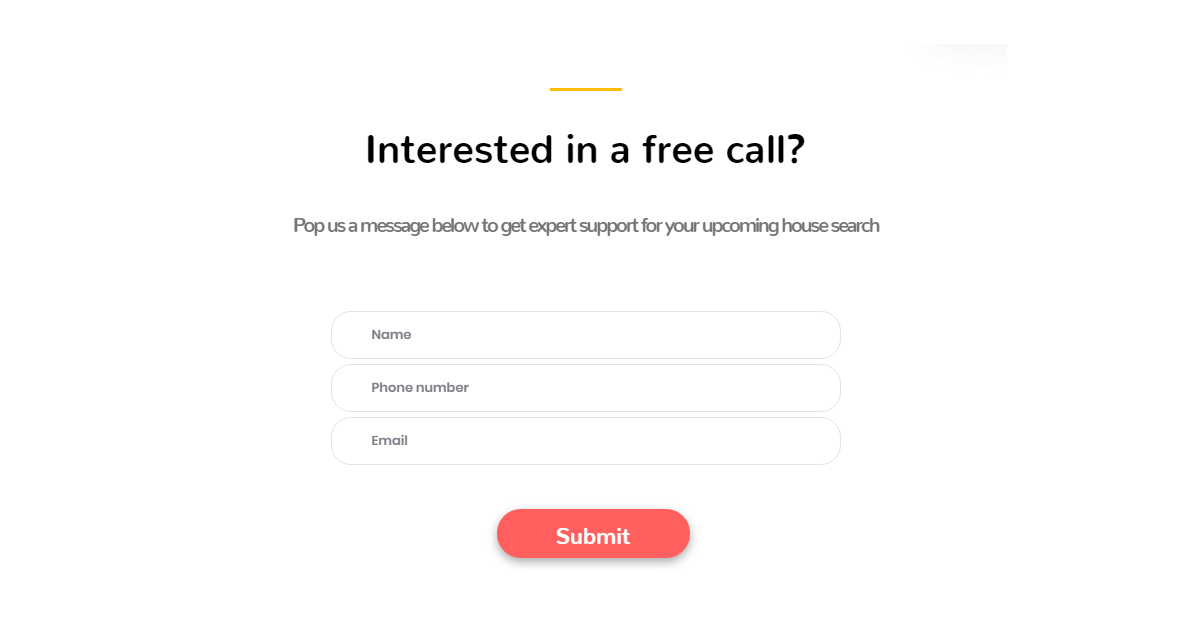 Interested in a free call?
Pop us a message below to get expert support for your upcoming house search
Name
Phone number
Email
Submit